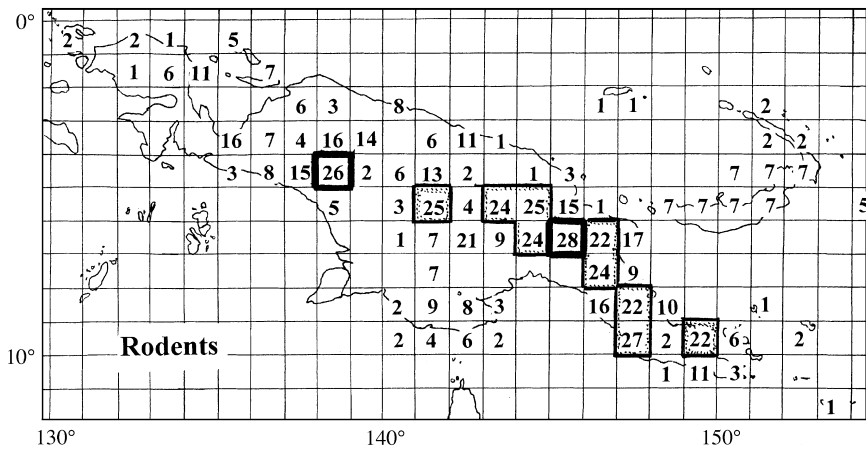 0°
2 2 1 5
1 6 11 7
6 3 8 1 1 2
16 7 4 16 14 6 11 1 2 2
3 8 15 26 2 6 13 2 1 3 7 7 7
5 3 25 4 24 25 15 1 7 7 7 7 5
1 7 21 9 24 28 22 17
7 24 9
2 9 8 3 16 22 10 1
10° Rodents 2 4 6 2 27 2 22 6 2
1 11 3
1
130° 140° 150°